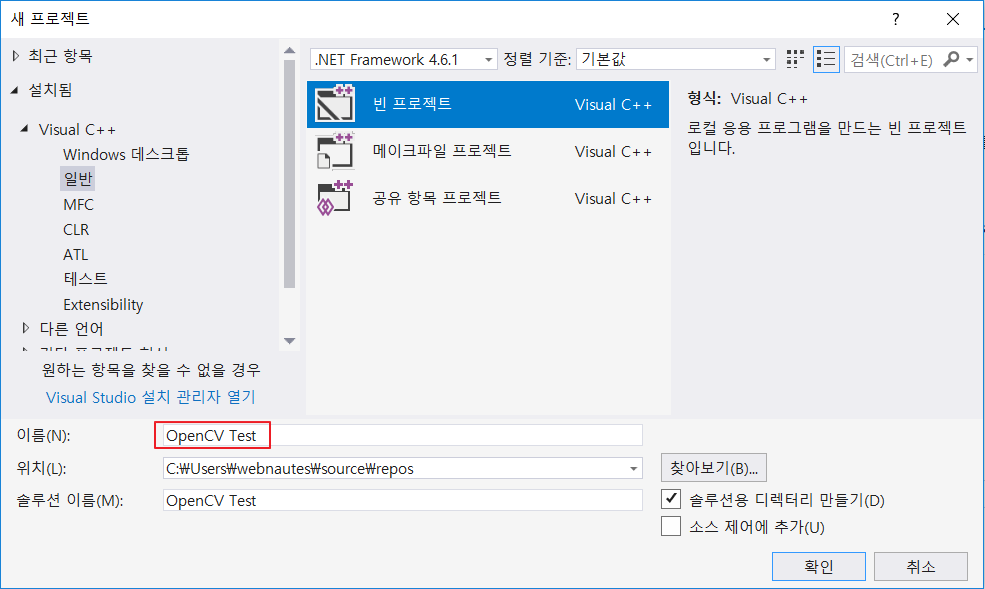 새 프로젝트
?
최근 항목
설치됨
Visual C++
Windows 데스크톱
일반
MFC
CLR
ATL
테스트
Extensibility
다른 언어
원하는 항목을 찾을 수 없을 경우
Visual Studio 설치 관리자 열기
.NET Framework 4.6.1
정렬 기준: 기본값
검색(Ctrl+E)
빈 프로젝트 Visual C++
메이크파일 프로젝트 Visual C++
공유 항목 프로젝트 Visual C++
형식: Visual C++
로컬 응용 프로그램을 만드는 빈 프로젝트
입니다.
이름(N): OpenCV Test
위치(L): C:₩Users₩webnautes₩source₩repos
찾아보기(B)...
솔루션 이름(M): OpenCV Test
솔루션용 디렉터리 만들기(D)
소스 제어에 추가(U)
확인 취소